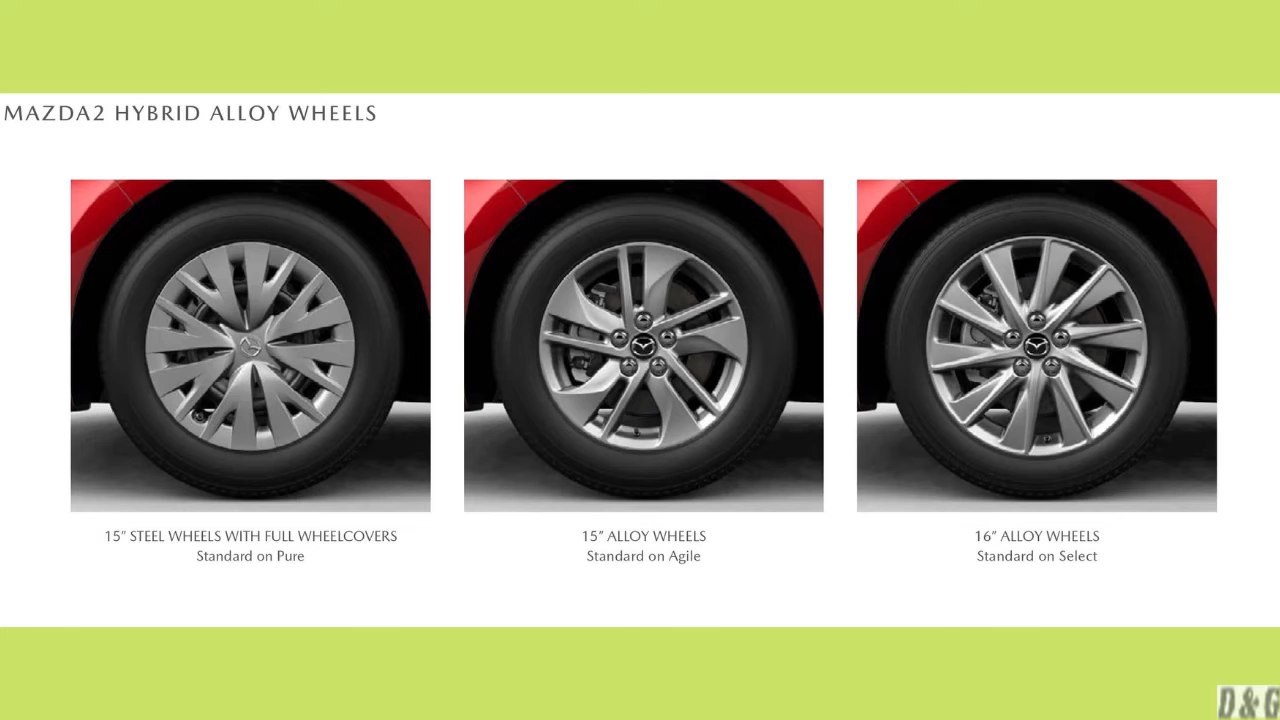 MAZDA2 HYBRID ALLOY WHEELS
15” STEEL WHEELS WITH FULL WHEELCOVERS
Standard on Pure
15” ALLOY WHEELS
Standard on Agile
16” ALLOY WHEELS
Standard on Select
D & G